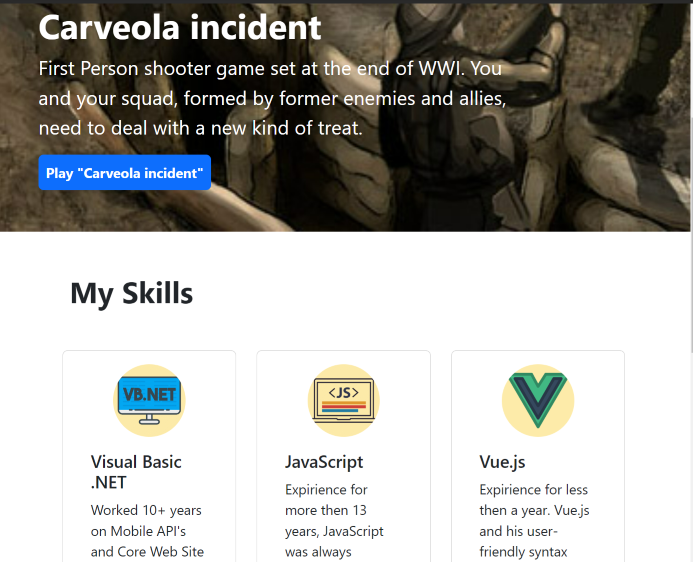 Carveola incident
First Person shooter game set at the end of WWI. You
and your squad, formed by former enemies and allies,
need to deal with a new kind of treat.
Play "Carveola incident"
My Skills
VB.NET
Visual Basic
.NET
Worked 10+ years
on Mobile API's
and Core Web Site
<JS>
JavaScript
Expirience for
more then 13
years, JavaScript
was always
Vue.js
Expirience for less
then a year. Vue.js
and his user-
friendly syntax